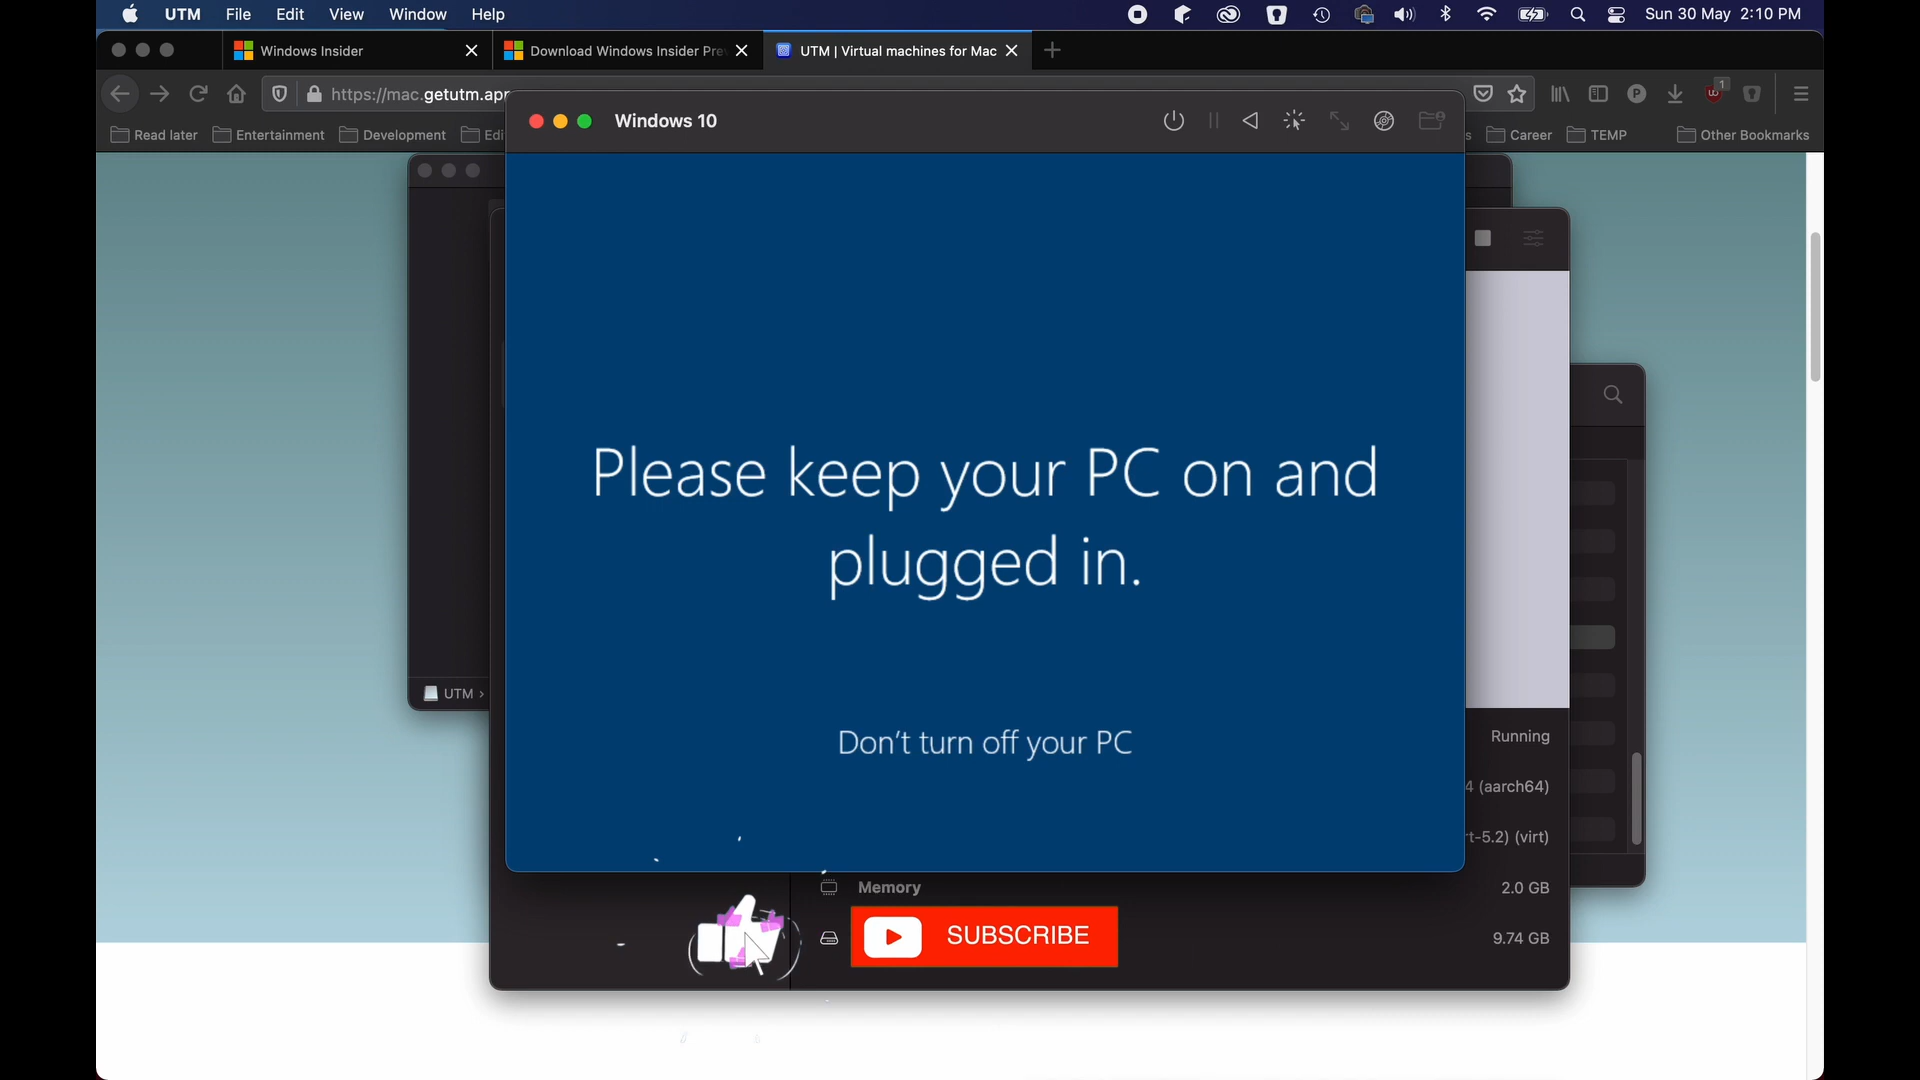 UTM File Edit View Window Help Sun 30 May 2:10 PM
Windows Insider Download Windows Insider Pre UTM | Virtual machines for Mac
https://mac.getutm.app
Read later Entertainment Development Career TEMP Other Bookmarks
Windows 10
Please keep your PC on and
plugged in.
UTM
Don't turn off your PC
Running
4 (aarch64)
rt-5.2) (virt)
Memory 2.0 GB
SUBSCRIBE 9.74 GB